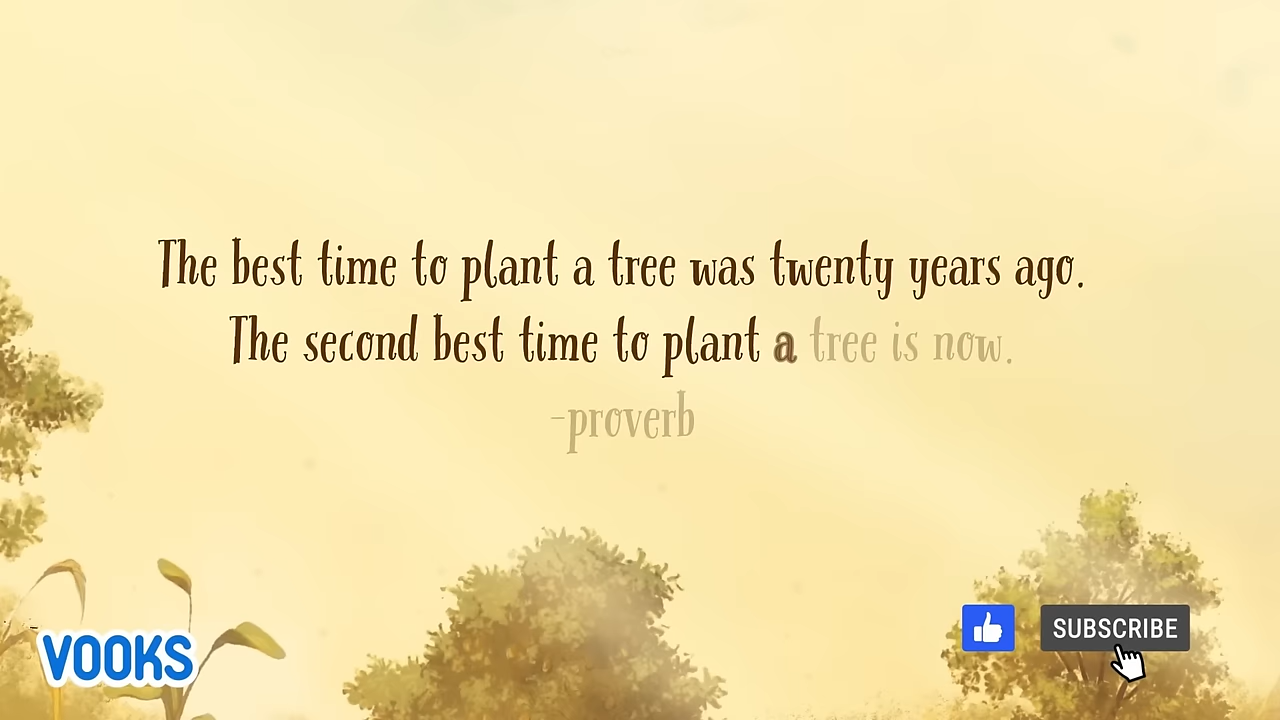 The best time to plant a tree was twenty years ago.
The second best time to plant a tree is now.
-proverb
VOOKS
SUBSCRIBE